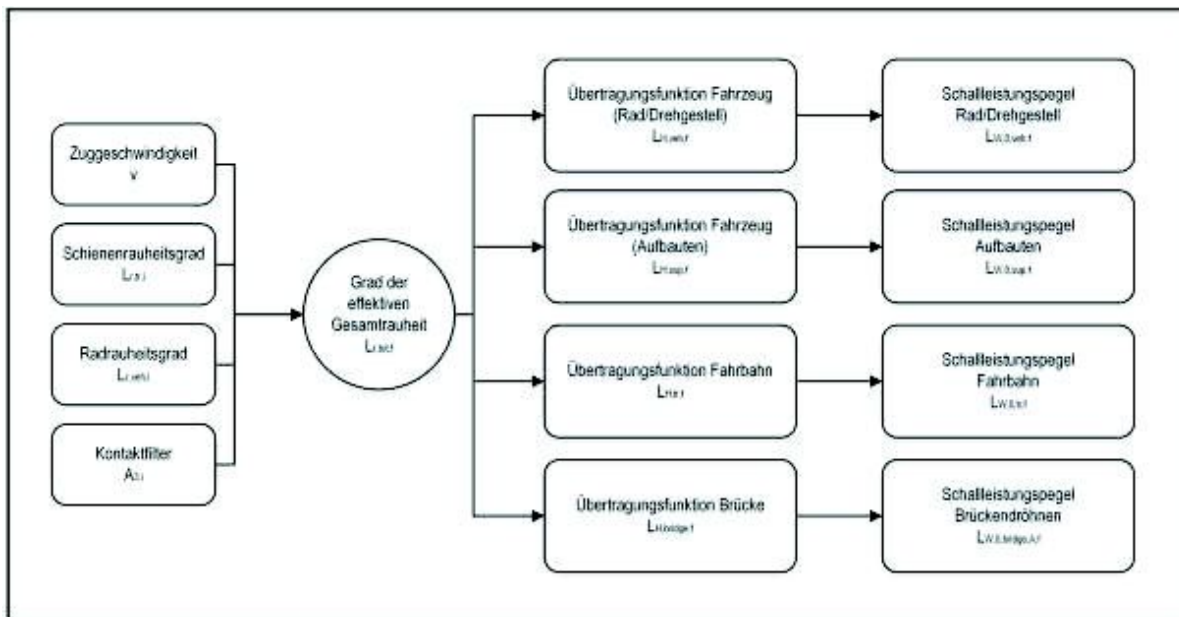 Zuggeschwindigkeit
v
Schienenrauheitsgrad
Radrauheitsgrad
Kontaktfilter
Grad der
effektiven
Gesamtrauheit
Übertragungsfunktion Fahrzeug
(Rad/Drehgestell)
Übertragungsfunktion Fahrzeug
(Aufbauten)
Übertragungsfunktion Fahrbahn
Übertragungsfunktion Brücke
L H,bridge,f
Schallleistungspegel
Rad/Drehgestell
Schallleistungspegel
Aufbauten
Schallleistungspegel
Fahrbahn
Schallleistungspegel
Brückendröhnen